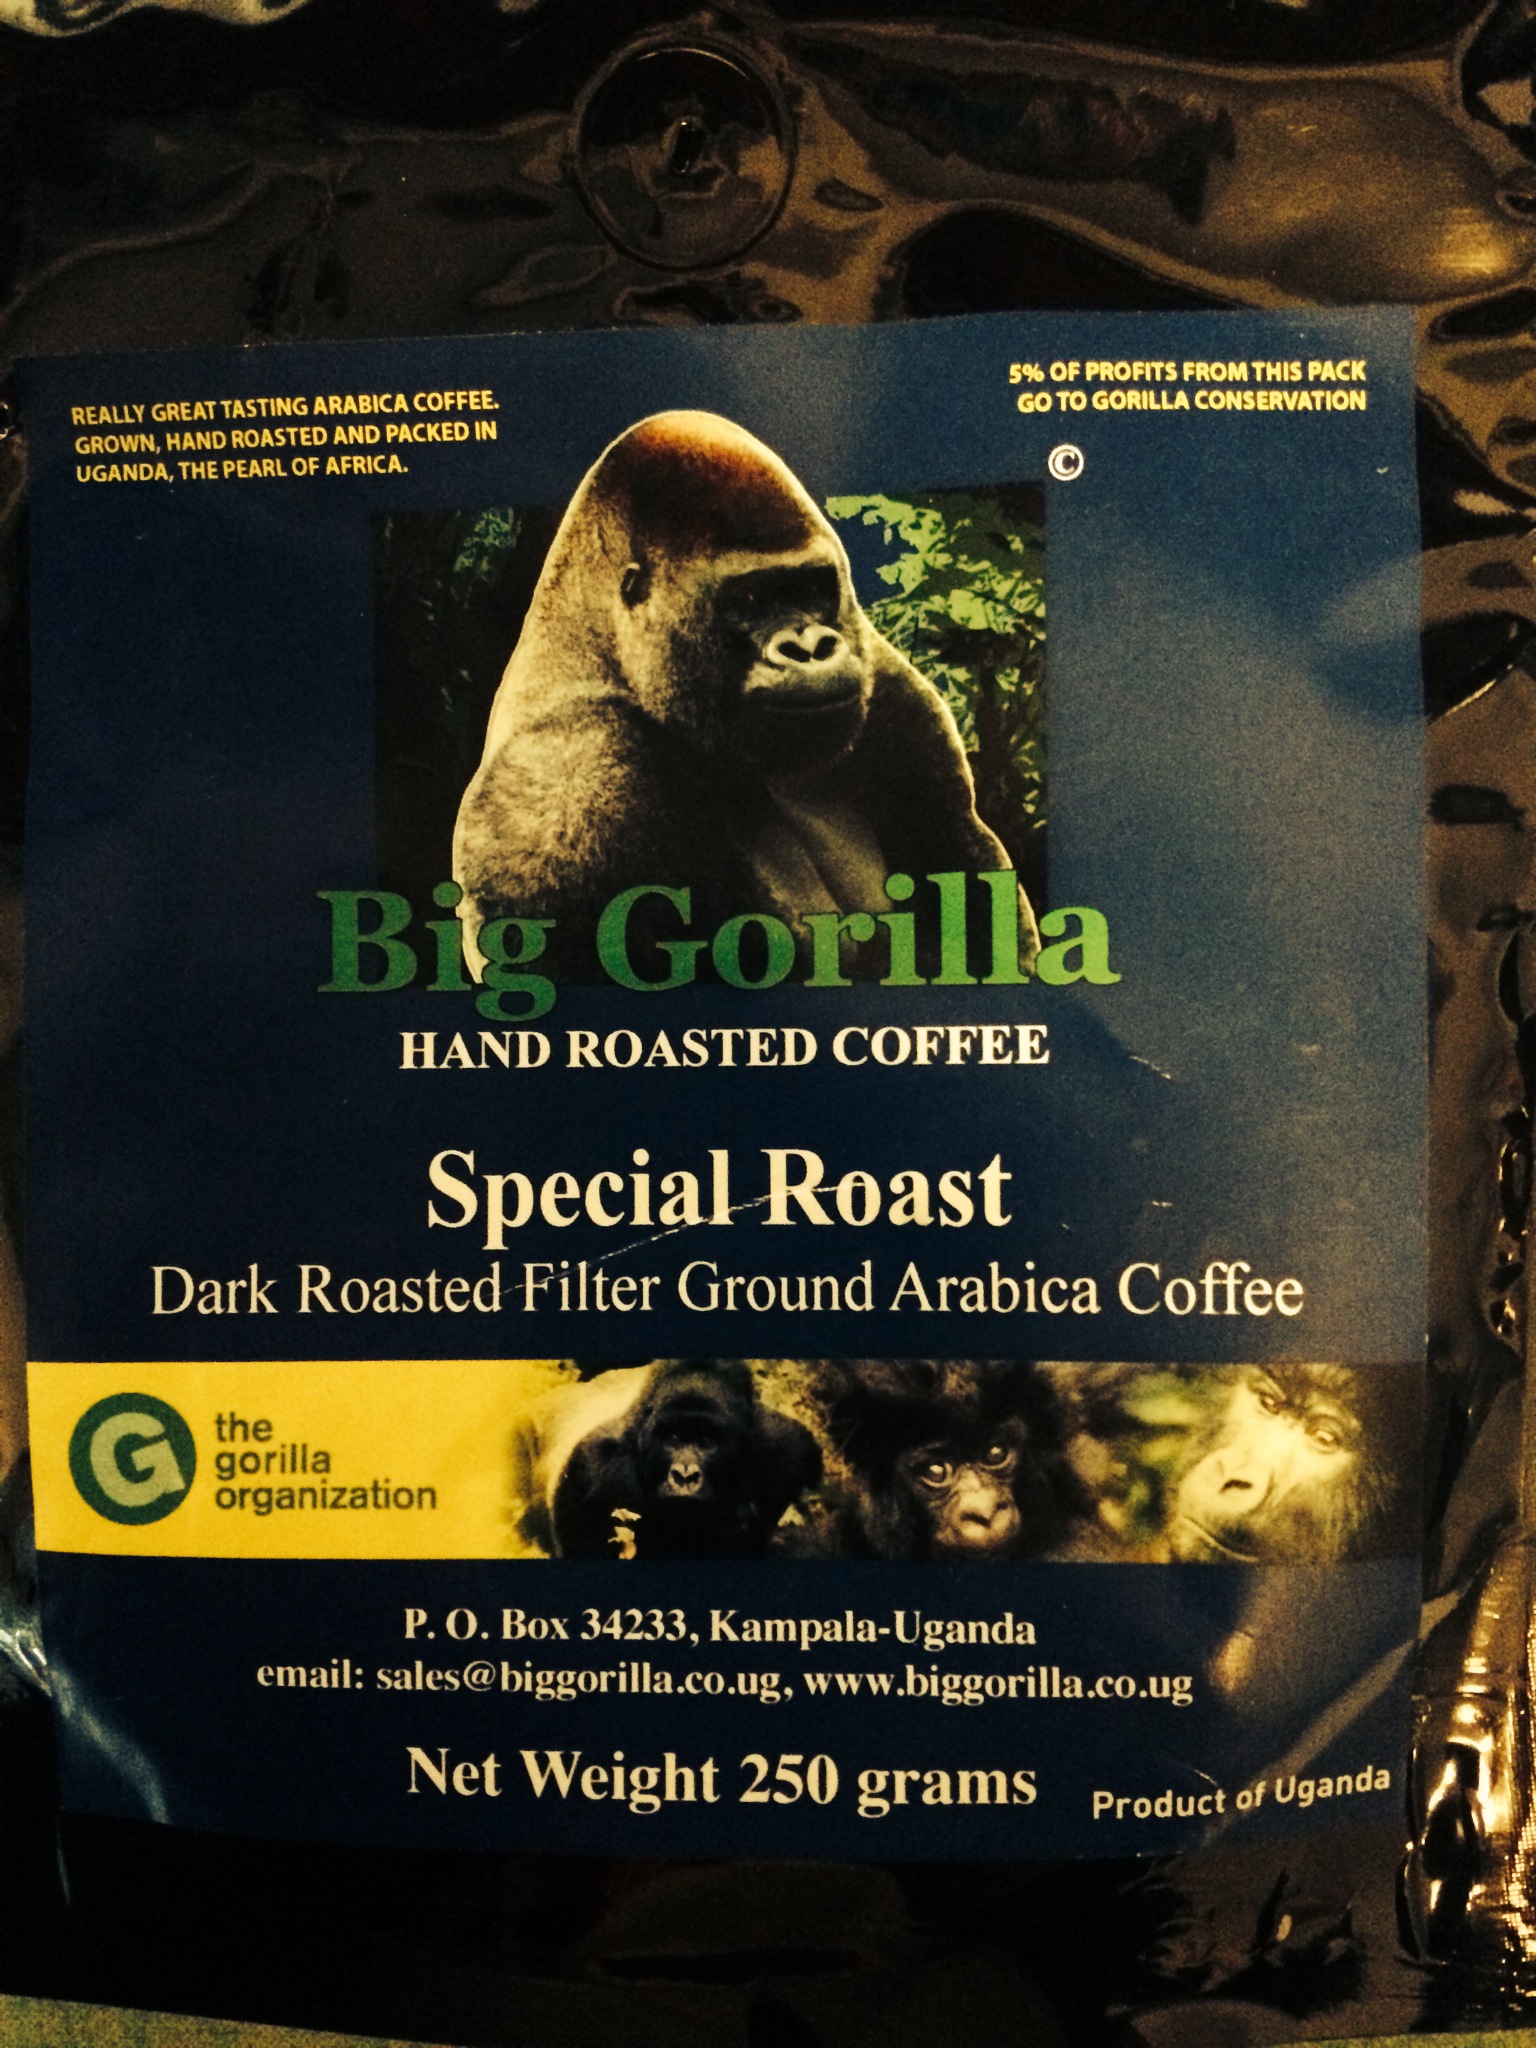 REALLY GREAT TASTING ARABICA COFFEE.
GROWN, HAND ROASTED AND PACKED IN
UGANDA, THE PEARL OF AFRICA.
5% OF PROFITS FROM THIS PACK
GO TO GORILLA CONSERVATION
©
Big Gorilla
HAND ROASTED COFFEE
Special Roast
Dark Roasted Filter Ground Arabica Coffee
G
the
gorilla
organization
P. O. Box 34233, Kampala-Uganda
email: sales@biggorilla.co.ug, www.biggorilla.co.ug
Net Weight 250 grams
Product of Uganda